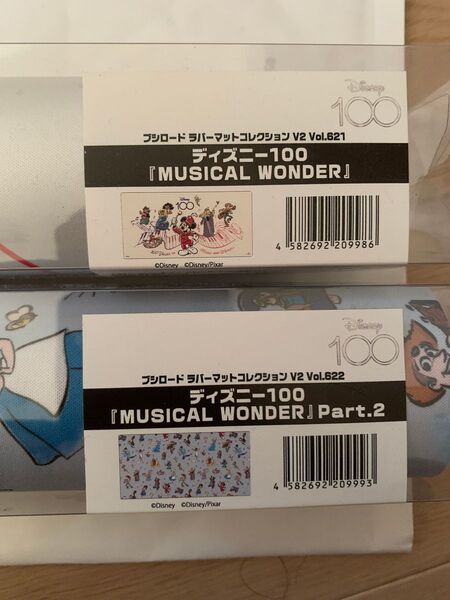 Disney
100
ブシロード ラバーマットコレクション V2 Vol.621
ディズニー100
『MUSICAL WONDER』
Disney
100
4 582692 209986
©Disney ©Disney/Pixar
Disney
100
ブシロード ラバーマットコレクション V2 Vol.622
ディズニー100
『MUSICAL WONDER』Part.2
4 582692 209993
©Disney ©Disney/Pixar